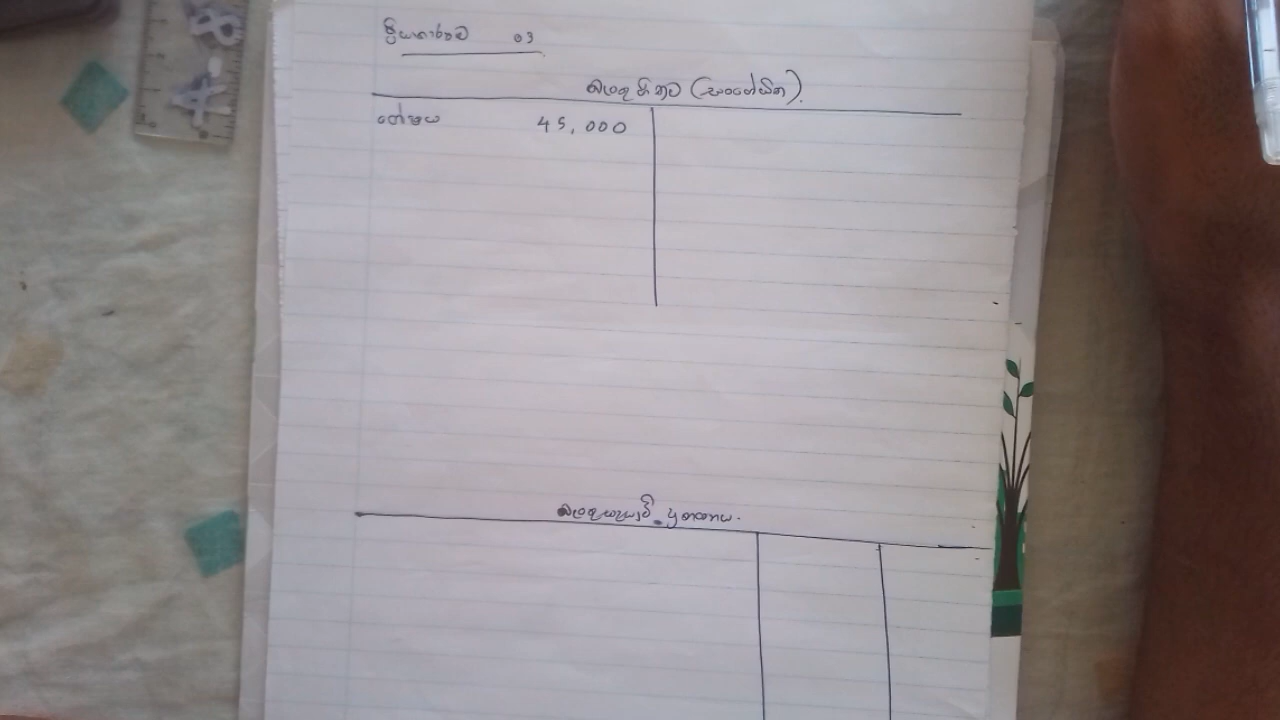 ක්‍රියාකාරකම 03
බැංකු ගිණුම (සංශෝධිත).
ශේෂය 45,000
බැංකු සැසඳුම් ප්‍රකාශය.